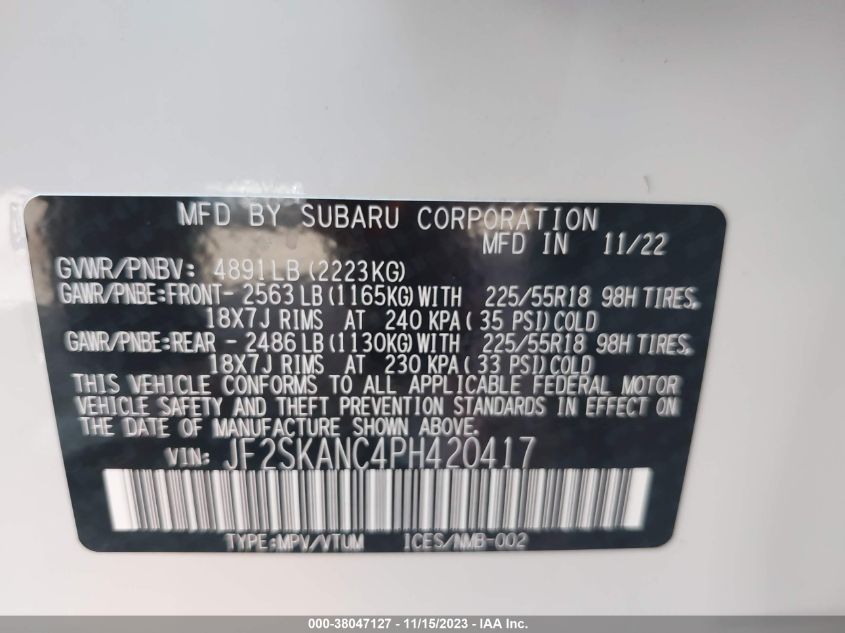 MFD BY SUBARU CORPORATION
MFD IN 11/22
GVWR/PNBV: 4891LB (2223KG)
GAWR/PNBE:FRONT- 2563 LB (1165KG) WITH 225/55R18 98H TIRES.
18X7J RIMS AT 240 KPA ( 35 PSI) COLD
GAWR/PNBE:REAR - 2486 LB (1130KG) WITH 225/55R18 98H TIRES.
18X7J RIMS AT 230 KPA ( 33 PSI) COLD
THIS VEHICLE CONFORMS TO ALL APPLICABLE FEDERAL MOTOR
VEHICLE SAFETY AND THEFT PREVENTION STANDARDS IN EFFECT ON
THE DATE OF MANUFACTURE SHOWN ABOVE.
VIN: JF2SKANC4PH420417
TYPE:MPV/VTUM ICES/NMB-002
000-38047127 - 11/15/2023 - IAA Inc.